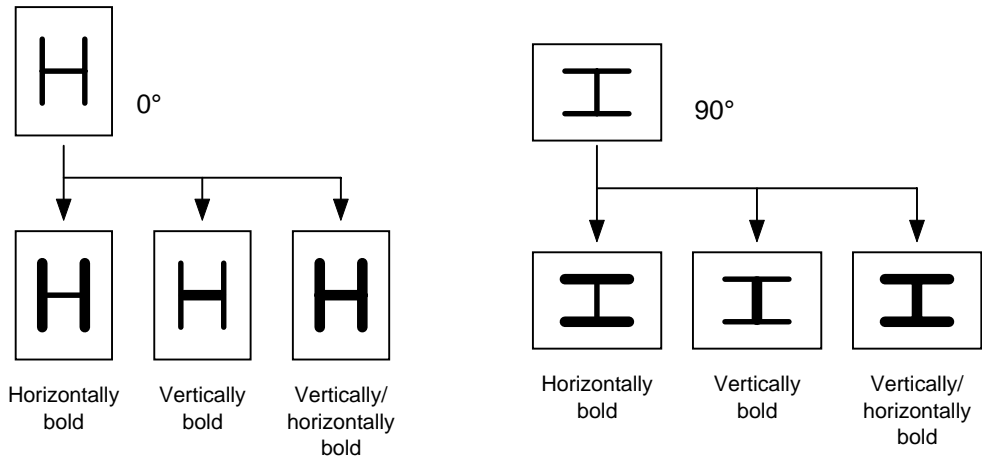 H
0°
H
H
H
Horizontally
bold
Vertically
bold
Vertically/
horizontally
bold
H
90°
H
H
H
Horizontally
bold
Vertically
bold
Vertically/
horizontally
bold